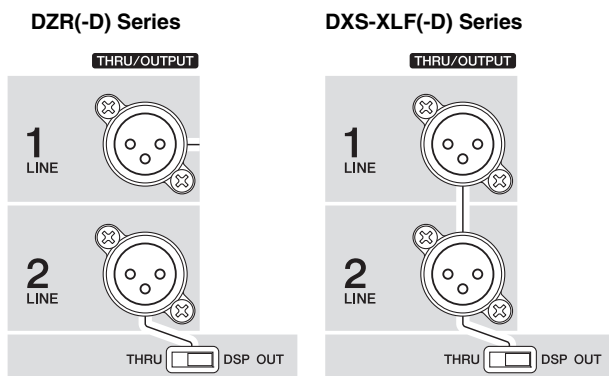 DZR(-D) Series
THRU/OUTPUT
1
LINE
2
LINE
THRU DSP OUT
DXS-XLF(-D) Series
THRU/OUTPUT
1
LINE
2
LINE
THRU DSP OUT